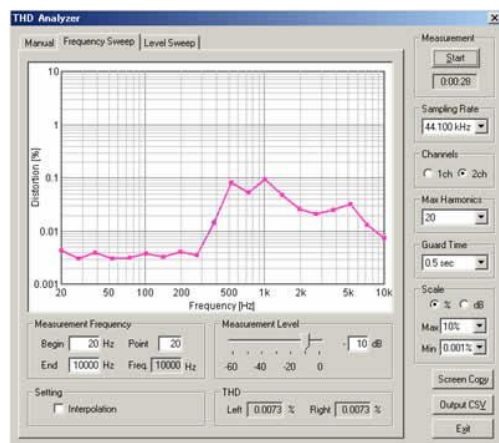 THD Analyzer
Manual Frequency Sweep Level Sweep
Distortion [%]
10
1
0.1
0.01
0.001
20 50 100 200 500 1k 2k 5k 10k
Frequency [Hz]
Measurement Frequency
Begin 20 Hz Point 20
End 10000 Hz Freq. 10000 Hz
Measurement Level
- 10 dB
-60 -40 -20 0
Setting
Interpolation
THD
Left 0.0073 % Right 0.0073 %
Measurement
Start
0:00:28
Sampling Rate
44.100 kHz
Channels
1ch 2ch
Max Harmonics
20
Guard Time
0.5 sec
Scale
% dB
Max 10%
Min 0.001%
Screen Copy
Output CSV
Exit